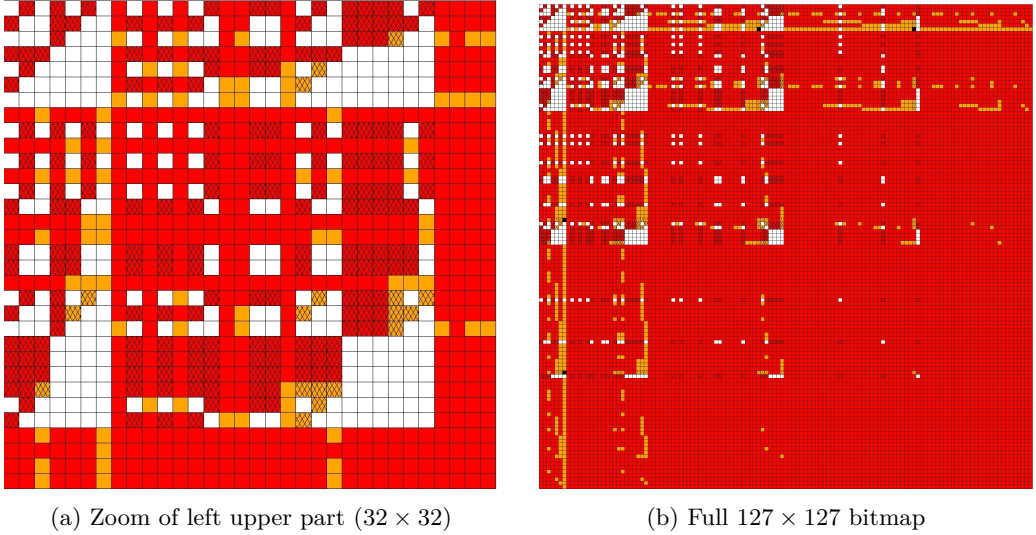 (a) Zoom of left upper part (32 × 32)
(b) Full 127 × 127 bitmap